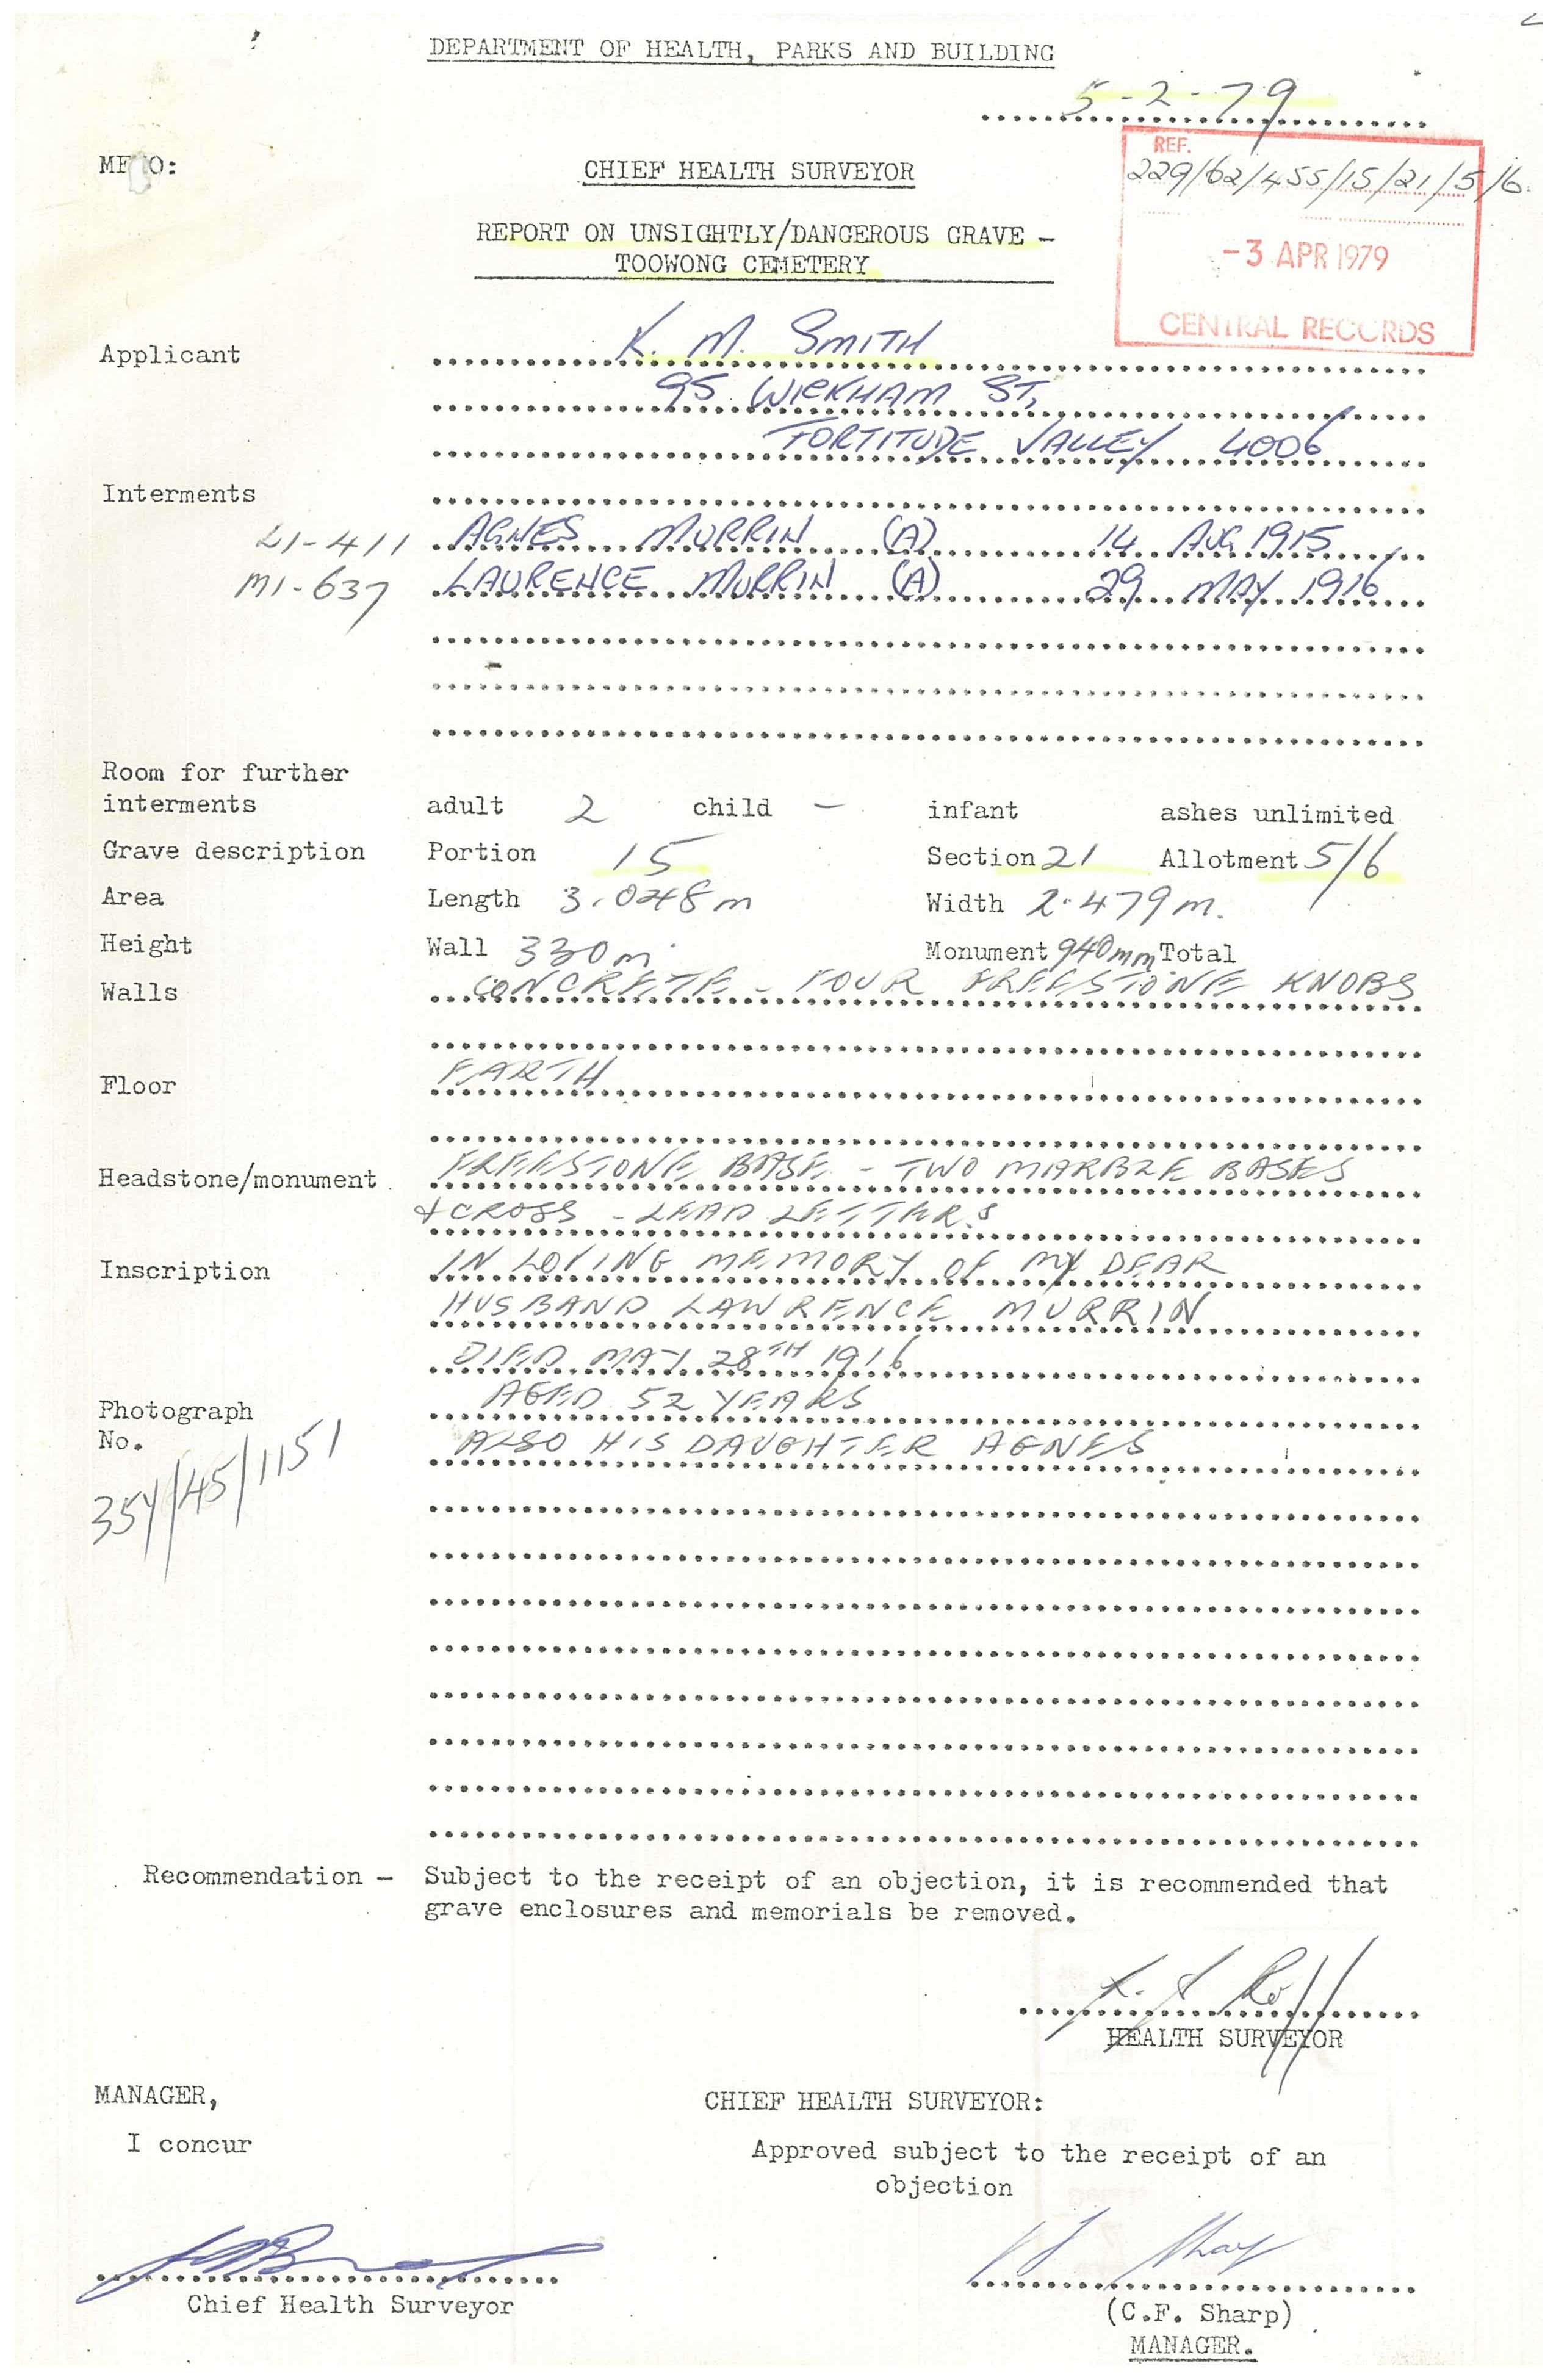 DEPARTMENT OF HEALTH, PARKS AND BUILDING
5-2-79
MEMO:
CHIEF HEALTH SURVEYOR
REF.
229/62/455/15/21/5/6
-3 APR 1979
CENTRAL RECORDS
REPORT ON UNSIGHTLY/DANGEROUS GRAVE -
TOOWONG CEMETERY
Applicant K. M. SMITH
95 WICKHAM ST,
FORTITUDE VALLEY 4006
Interments
L1-411 AGNES MURRIN (A) 14 AUG 1915
M1-637 LAURENCE MURRIN (A) 29 MAY 1916
Room for further
interments adult 2 child - infant ashes unlimited
Grave description Portion 15 Section 21 Allotment 5/6
Area Length 3.048m Width 2.479m.
Height Wall 330m Monument 940mm Total
Walls CONCRETE - FOUR FREESTONE KNOBS
Floor EARTH
Headstone/monument FREESTONE BASE - TWO MARBLE BASES
+ CROSS - LEAD LETTERS
Inscription IN LOVING MEMORY OF MY DEAR
HUSBAND LAWRENCE MURRIN
DIED MAY 28TH 1916
AGED 52 YEARS
Photograph
No. ALSO HIS DAUGHTER AGNES
354/45/1151
Recommendation - Subject to the receipt of an objection, it is recommended that
grave enclosures and memorials be removed.
HEALTH SURVEYOR
MANAGER, CHIEF HEALTH SURVEYOR:
I concur Approved subject to the receipt of an
objection
Chief Health Surveyor
(C.F. Sharp)
MANAGER.